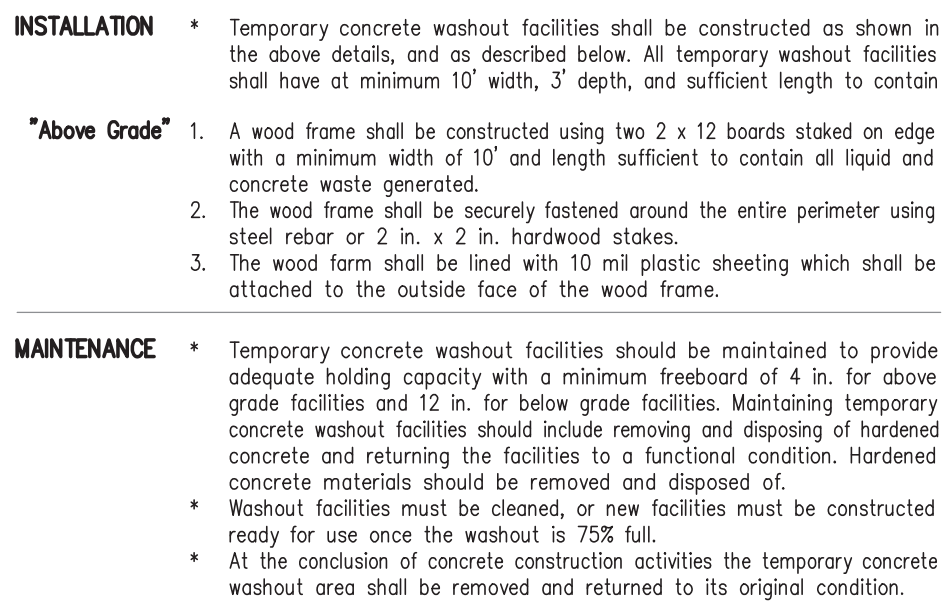 INSTALLATION * Temporary concrete washout facilities shall be constructed as shown in
the above details, and as described below. All temporary washout facilities
shall have at minimum 10' width, 3' depth, and sufficient length to contain
"Above Grade" 1. A wood frame shall be constructed using two 2 x 12 boards staked on edge
with a minimum width of 10' and length sufficient to contain all liquid and
concrete waste generated.
2. The wood frame shall be securely fastened around the entire perimeter using
steel rebar or 2 in. x 2 in. hardwood stakes.
3. The wood farm shall be lined with 10 mil plastic sheeting which shall be
attached to the outside face of the wood frame.
MAINTENANCE * Temporary concrete washout facilities should be maintained to provide
adequate holding capacity with a minimum freeboard of 4 in. for above
grade facilities and 12 in. for below grade facilities. Maintaining temporary
concrete washout facilities should include removing and disposing of hardened
concrete and returning the facilities to a functional condition. Hardened
concrete materials should be removed and disposed of.
* Washout facilities must be cleaned, or new facilities must be constructed
ready for use once the washout is 75% full.
* At the conclusion of concrete construction activities the temporary concrete
washout area shall be removed and returned to its original condition.